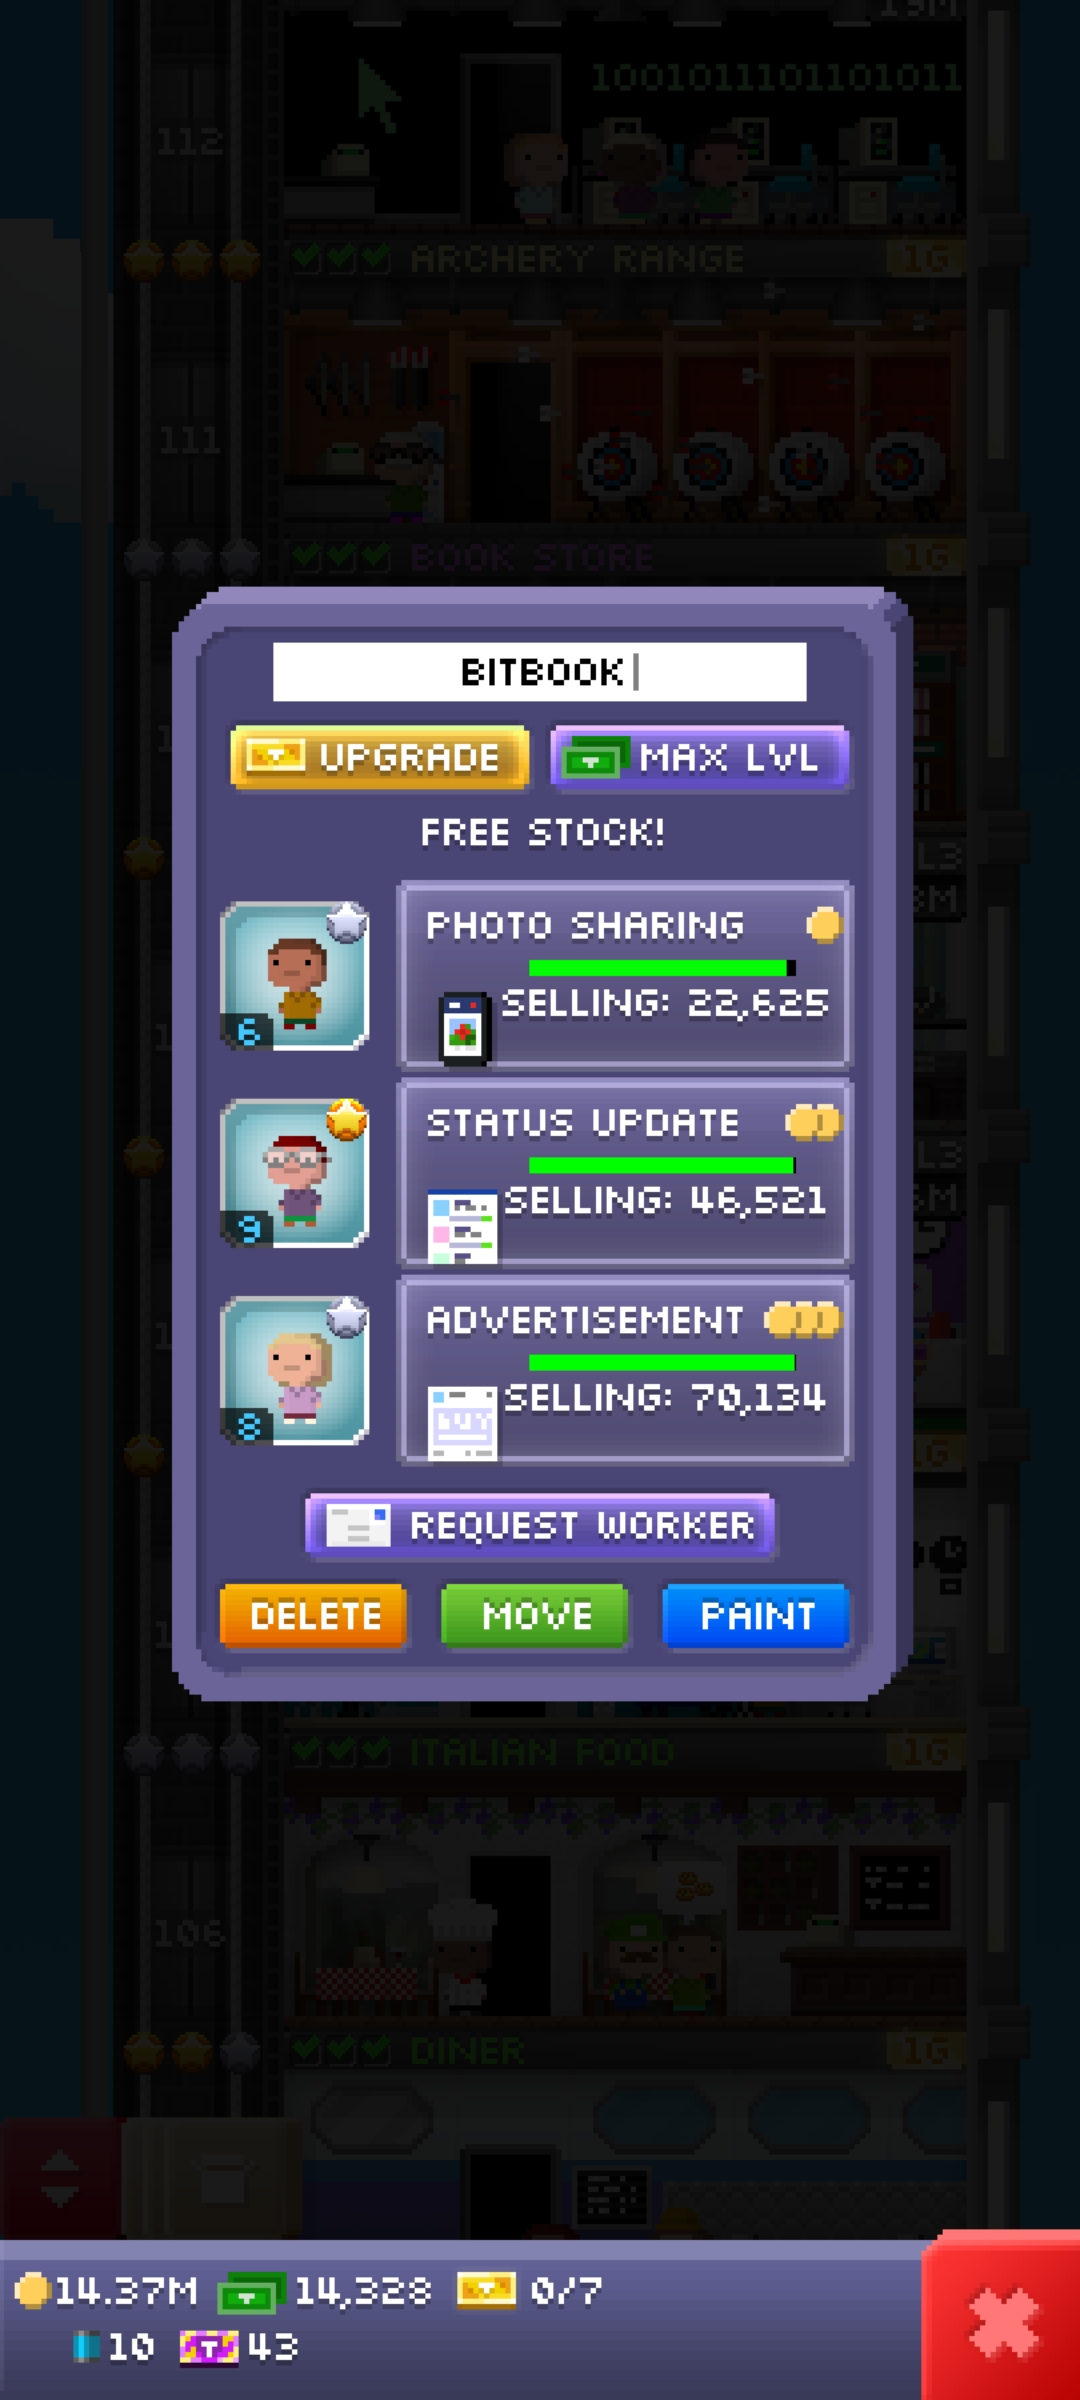 19M
1001011101101011
112
ARCHERY RANGE 1G
111
BOOK STORE 1G
BITBOOK
UPGRADE MAX LVL
FREE STOCK!
PHOTO SHARING
SELLING: 22,625
6
STATUS UPDATE
SELLING: 46,521
9
ADVERTISEMENT
SELLING: 70,134
8
REQUEST WORKER
DELETE MOVE PAINT
ITALIAN FOOD 1G
106
DINER 1G
14.37M 14,328 0/7
10 43